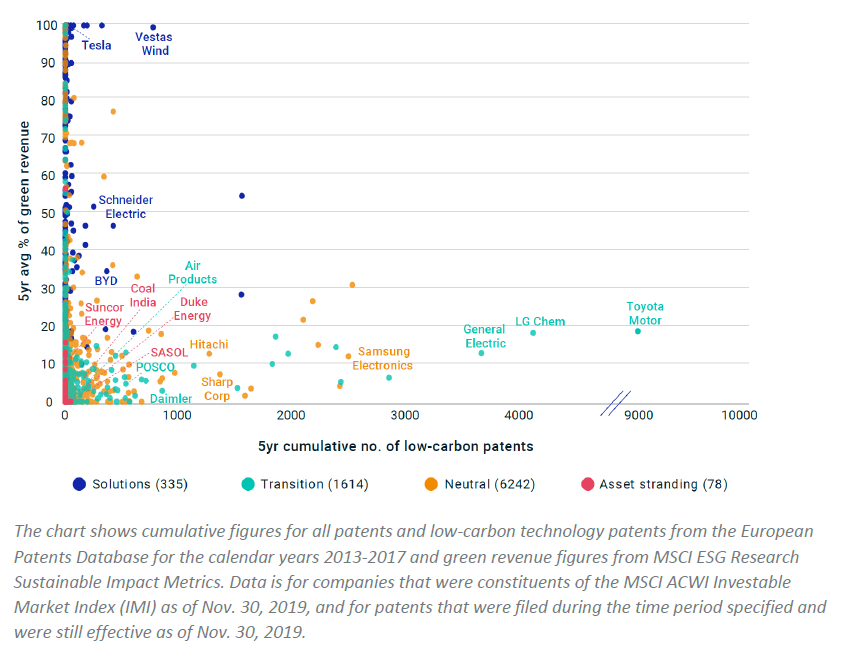 5yr avg % of green revenue
100
90
80
70
60
50
40
30
20
10
0
Tesla
Vestas
Wind
Schneider
Electric
BYD
Air
Products
Coal
India
Suncor
Energy
Duke
Energy
SASOL
Hitachi
POSCO
Sharp
Corp
Daimler
Samsung
Electronics
General
Electric
LG Chem
Toyota
Motor
0 1000 2000 3000 4000 9000 10000
5yr cumulative no. of low-carbon patents
Solutions (335) Transition (1614) Neutral (6242) Asset stranding (78)
The chart shows cumulative figures for all patents and low-carbon technology patents from the European
Patents Database for the calendar years 2013-2017 and green revenue figures from MSCI ESG Research
Sustainable Impact Metrics. Data is for companies that were constituents of the MSCI ACWI Investable
Market Index (IMI) as of Nov. 30, 2019, and for patents that were filed during the time period specified and
were still effective as of Nov. 30, 2019.